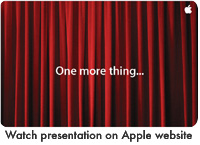 One more thing...
Watch presentation on Apple website